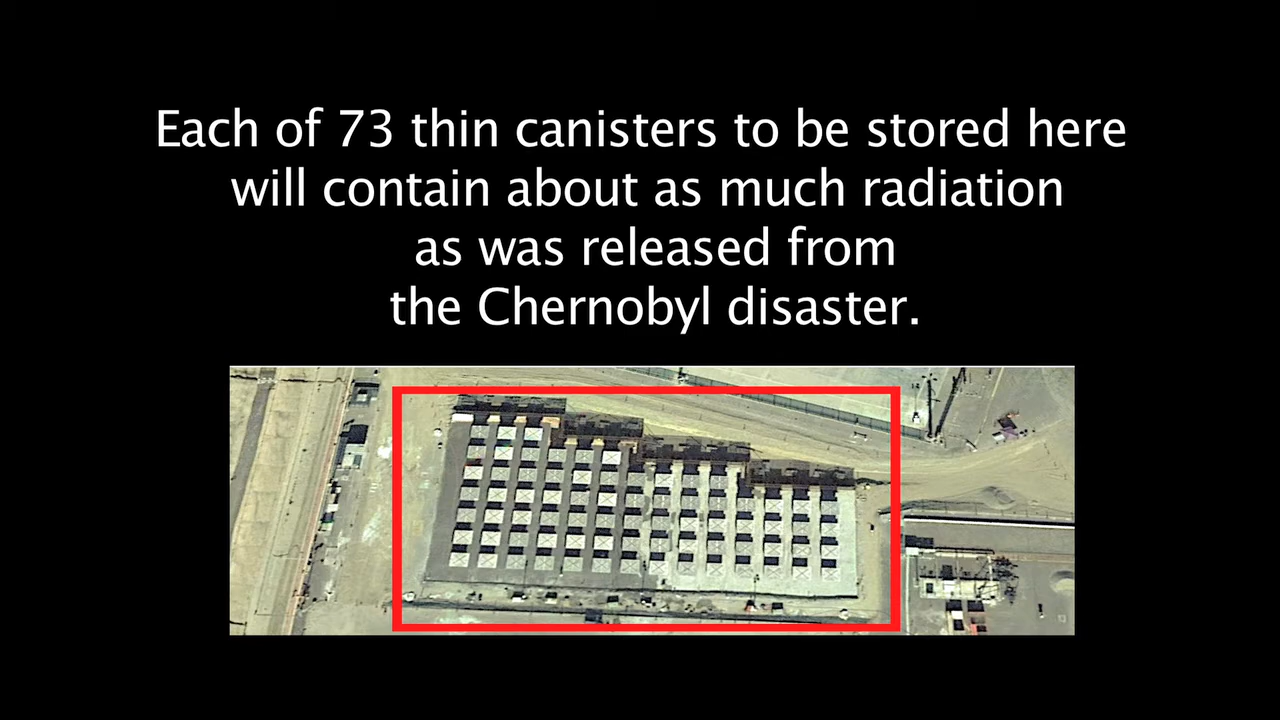 Each of 73 thin canisters to be stored here
will contain about as much radiation
as was released from
the Chernobyl disaster.